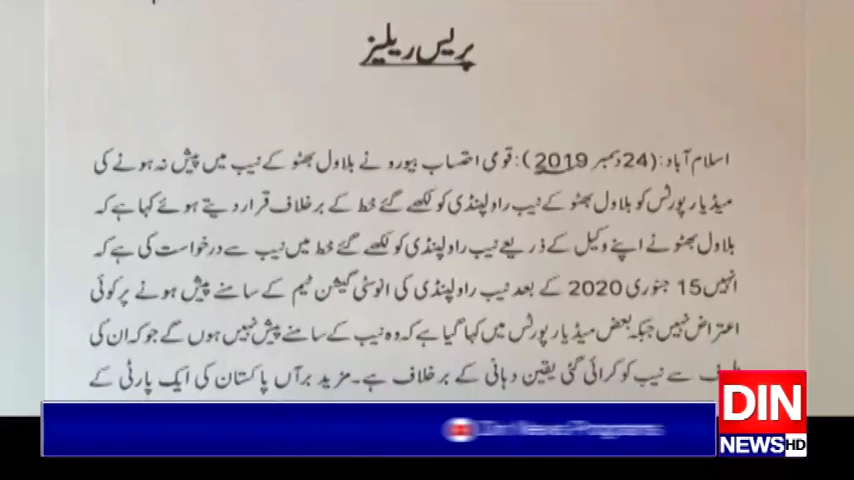 پریس ریلیز
اسلام آباد: (24 دسمبر 2019): قومی احتساب بیورو نے بلاول بھٹو کے نیب میں پیش نہ ہونے کی
میڈیا رپورٹس کو بلاول بھٹو کے نیب راولپنڈی کو لکھے گئے خط کے برخلاف قرار دیتے ہوئے کہا ہے کہ
بلاول بھٹو نے اپنے وکیل کے ذریعے نیب راولپنڈی کو لکھے گئے خط میں نیب سے درخواست کی ہے کہ
انہیں 15 جنوری 2020 کے بعد نیب راولپنڈی کی انوسٹی گیشن ٹیم کے سامنے پیش ہونے پر کوئی
اعتراض نہیں جبکہ بعض میڈیا رپورٹس میں کہا گیا ہے کہ وہ نیب کے سامنے پیش نہیں ہوں گے جو کہ ان کی
طرف سے نیب کو کرائی گئی یقین دہانی کے برخلاف ہے۔ مزید برآں پاکستان کی ایک پارٹی کے
Din News Programs
DIN
NEWS HD